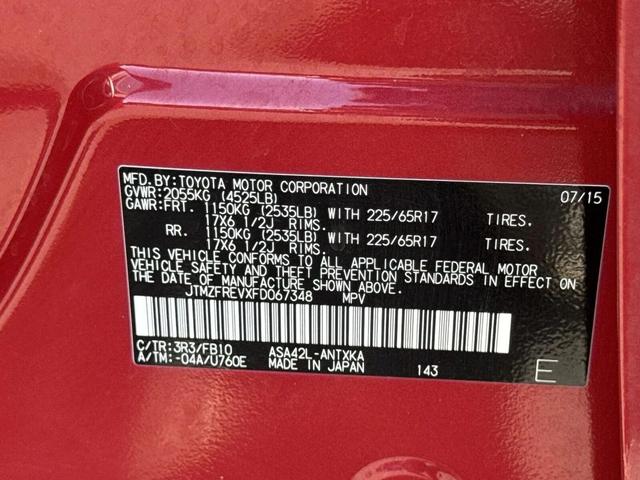 MFD.BY:TOYOTA MOTOR CORPORATION 07/15
GVWR:2055KG (4525LB)
GAWR:FRT. 1150KG (2535LB) WITH 225/65R17 TIRES.
17X6 1/2J RIMS.
RR. 1150KG (2535LB) WITH 225/65R17 TIRES.
17X6 1/2J RIMS.
THIS VEHICLE CONFORMS TO ALL APPLICABLE FEDERAL MOTOR
VEHICLE SAFETY AND THEFT PREVENTION STANDARDS IN EFFECT ON
THE DATE OF MANUFACTURE SHOWN ABOVE.
JTMZFREVXFD067348 MPV
C/TR:3R3/FB10 ASA42L-ANTXKA
A/TM:-04A/U760E MADE IN JAPAN 143 E